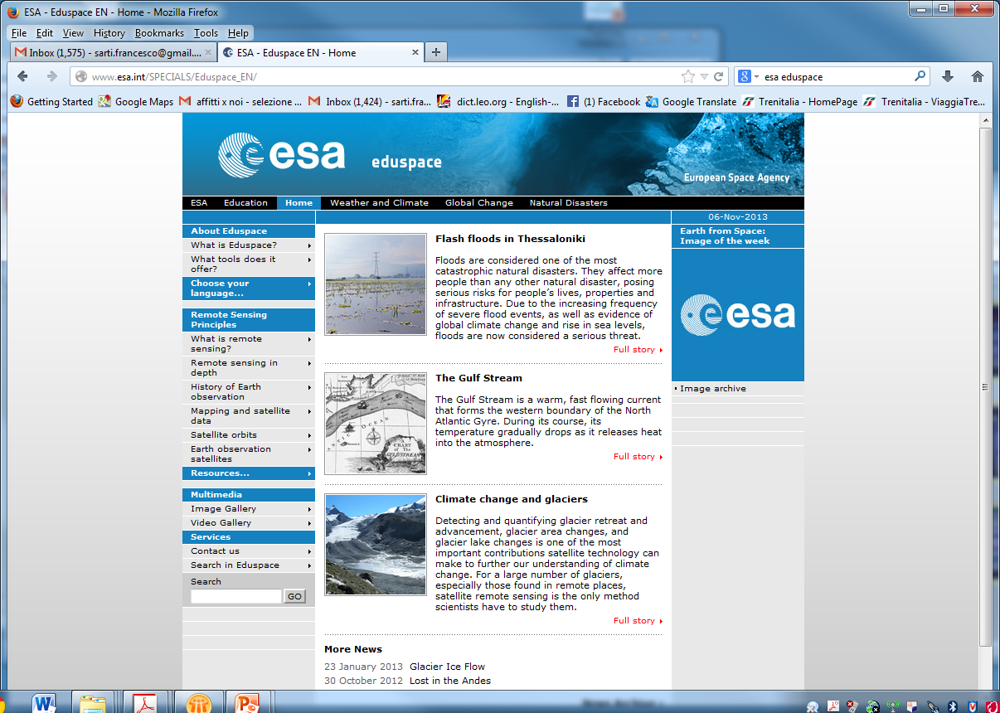 ESA - Eduspace EN - Home - Mozilla Firefox
File Edit View History Bookmarks Tools Help
Inbox (1,575) - sarti.francesco@gmail....
ESA - Eduspace EN - Home
www.esa.int/SPECIALS/Eduspace_EN/
esa eduspace
Getting Started Google Maps affitti x noi - selezione ... Inbox (1,424) - sarti.fra... dict.leo.org - English-... (1) Facebook Google Translate Trenitalia - HomePage Trenitalia - ViaggiaTre...
esa eduspace
European Space Agency
ESA Education Home Weather and Climate Global Change Natural Disasters
06-Nov-2013
About Eduspace
What is Eduspace?
What tools does it
offer?
Choose your
language...
Remote Sensing
Principles
What is remote
sensing?
Remote sensing in
depth
History of Earth
observation
Mapping and satellite
data
Satellite orbits
Earth observation
satellites
Resources...
Multimedia
Image Gallery
Video Gallery
Services
Contact us
Search in Eduspace
Search
GO
Flash floods in Thessaloniki
Floods are considered one of the most
catastrophic natural disasters. They affect more
people than any other natural disaster, posing
serious risks for people's lives, properties and
infrastructure. Due to the increasing frequency
of severe flood events, as well as evidence of
global climate change and rise in sea levels,
floods are now considered a serious threat.
Full story
The Gulf Stream
The Gulf Stream is a warm, fast flowing current
that forms the western boundary of the North
Atlantic Gyre. During its course, its
temperature gradually drops as it releases heat
into the atmosphere.
Full story
ANTIC OCEAN
A
CHART
of The
GULF STREAM
Climate change and glaciers
Detecting and quantifying glacier retreat and
advancement, glacier area changes, and
glacier lake changes is one of the most
important contributions satellite technology can
make to further our understanding of climate
change. For a large number of glaciers,
especially those found in remote places,
satellite remote sensing is the only method
scientists have to study them.
Full story
More News
23 January 2013 Glacier Ice Flow
30 October 2012 Lost in the Andes
Earth from Space:
Image of the week
esa
Image archive